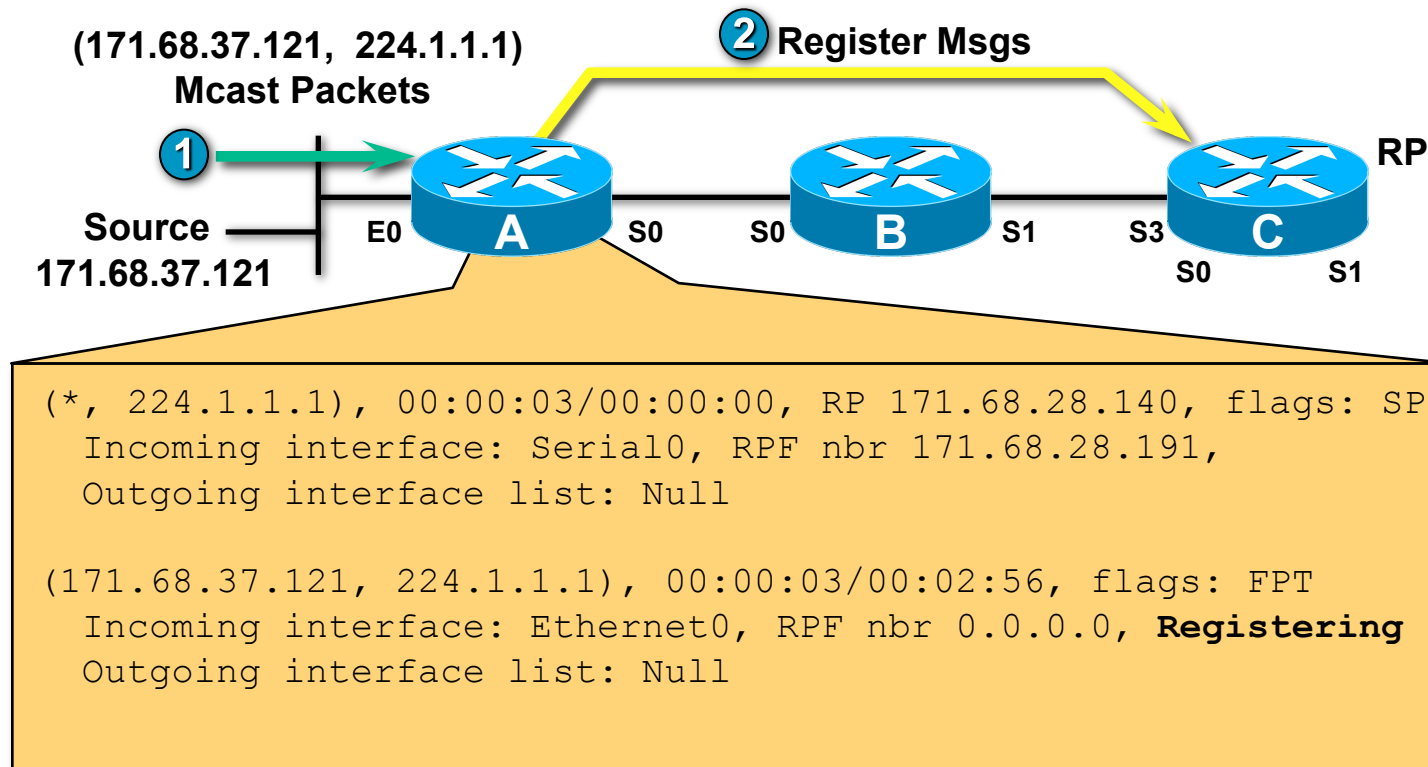 (171.68.37.121, 224.1.1.1)
Mcast Packets
2 Register Msgs
1
RP
Source
171.68.37.121
E0 A S0 S0 B S1 S3 C
S0 S1
(*, 224.1.1.1), 00:00:03/00:00:00, RP 171.68.28.140, flags: SP
Incoming interface: Serial0, RPF nbr 171.68.28.191,
Outgoing interface list: Null
(171.68.37.121, 224.1.1.1), 00:00:03/00:02:56, flags: FPT
Incoming interface: Ethernet0, RPF nbr 0.0.0.0, Registering
Outgoing interface list: Null